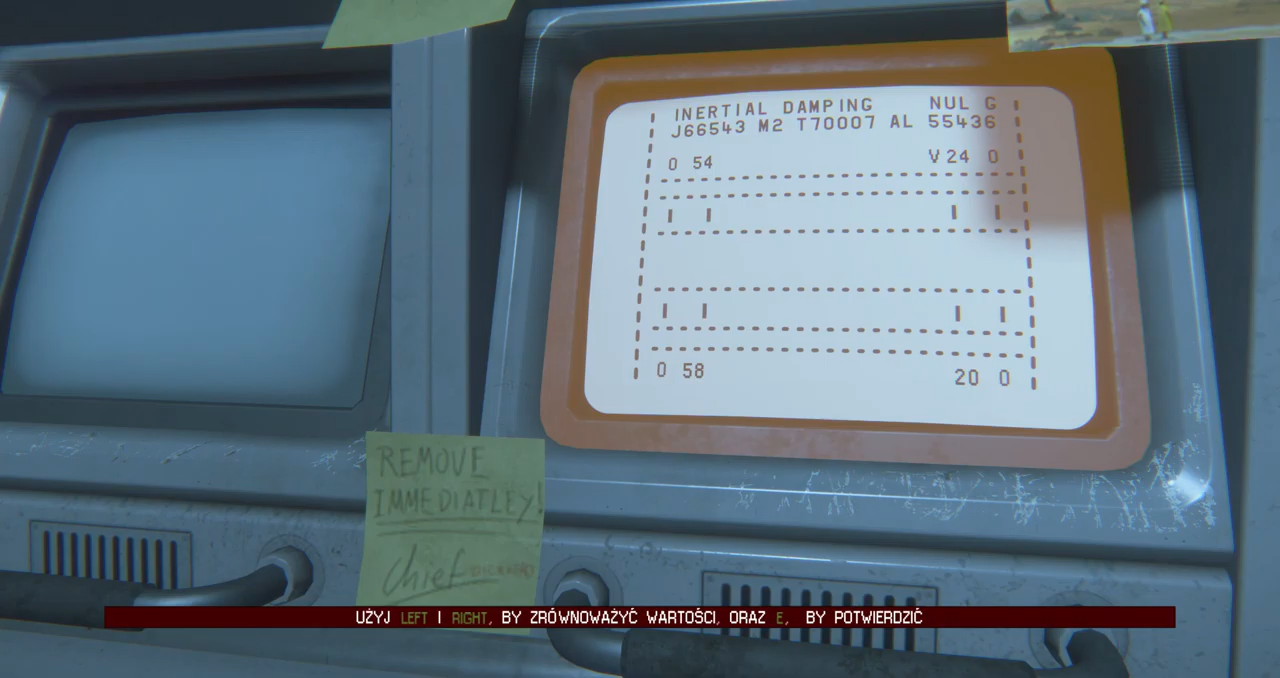 INERTIAL DAMPING NUL G
J66543 M2 T70007 AL 55436
0 54 V 24 0
0 58 20 0
REMOVE
IMMEDIATLEY!
Chief
UŻYJ LEFT I RIGHT, BY ZRÓWNOWAŻYĆ WARTOŚCI, ORAZ E, BY POTWIERDZIĆ